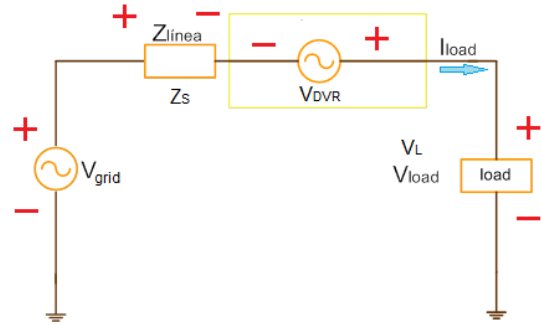 Zlínea
+ − − + Iload
Zs
VDVR
+
Vgrid
−
VL
Vload
+
load
−